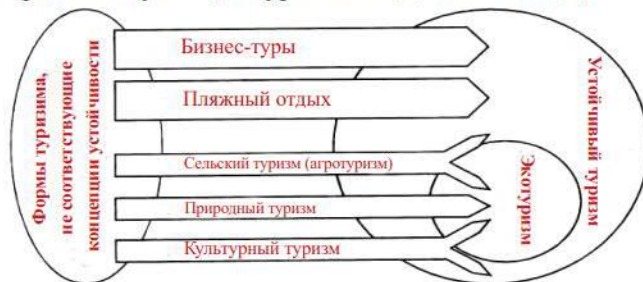 Бизнес-туры
Пляжный отдых
Сельский туризм (агротуризм)
Природный туризм
Культурный туризм
Формы туризима,
не соответствующие
концепции устойчивости
Экотуризм
Устойчивый туризм